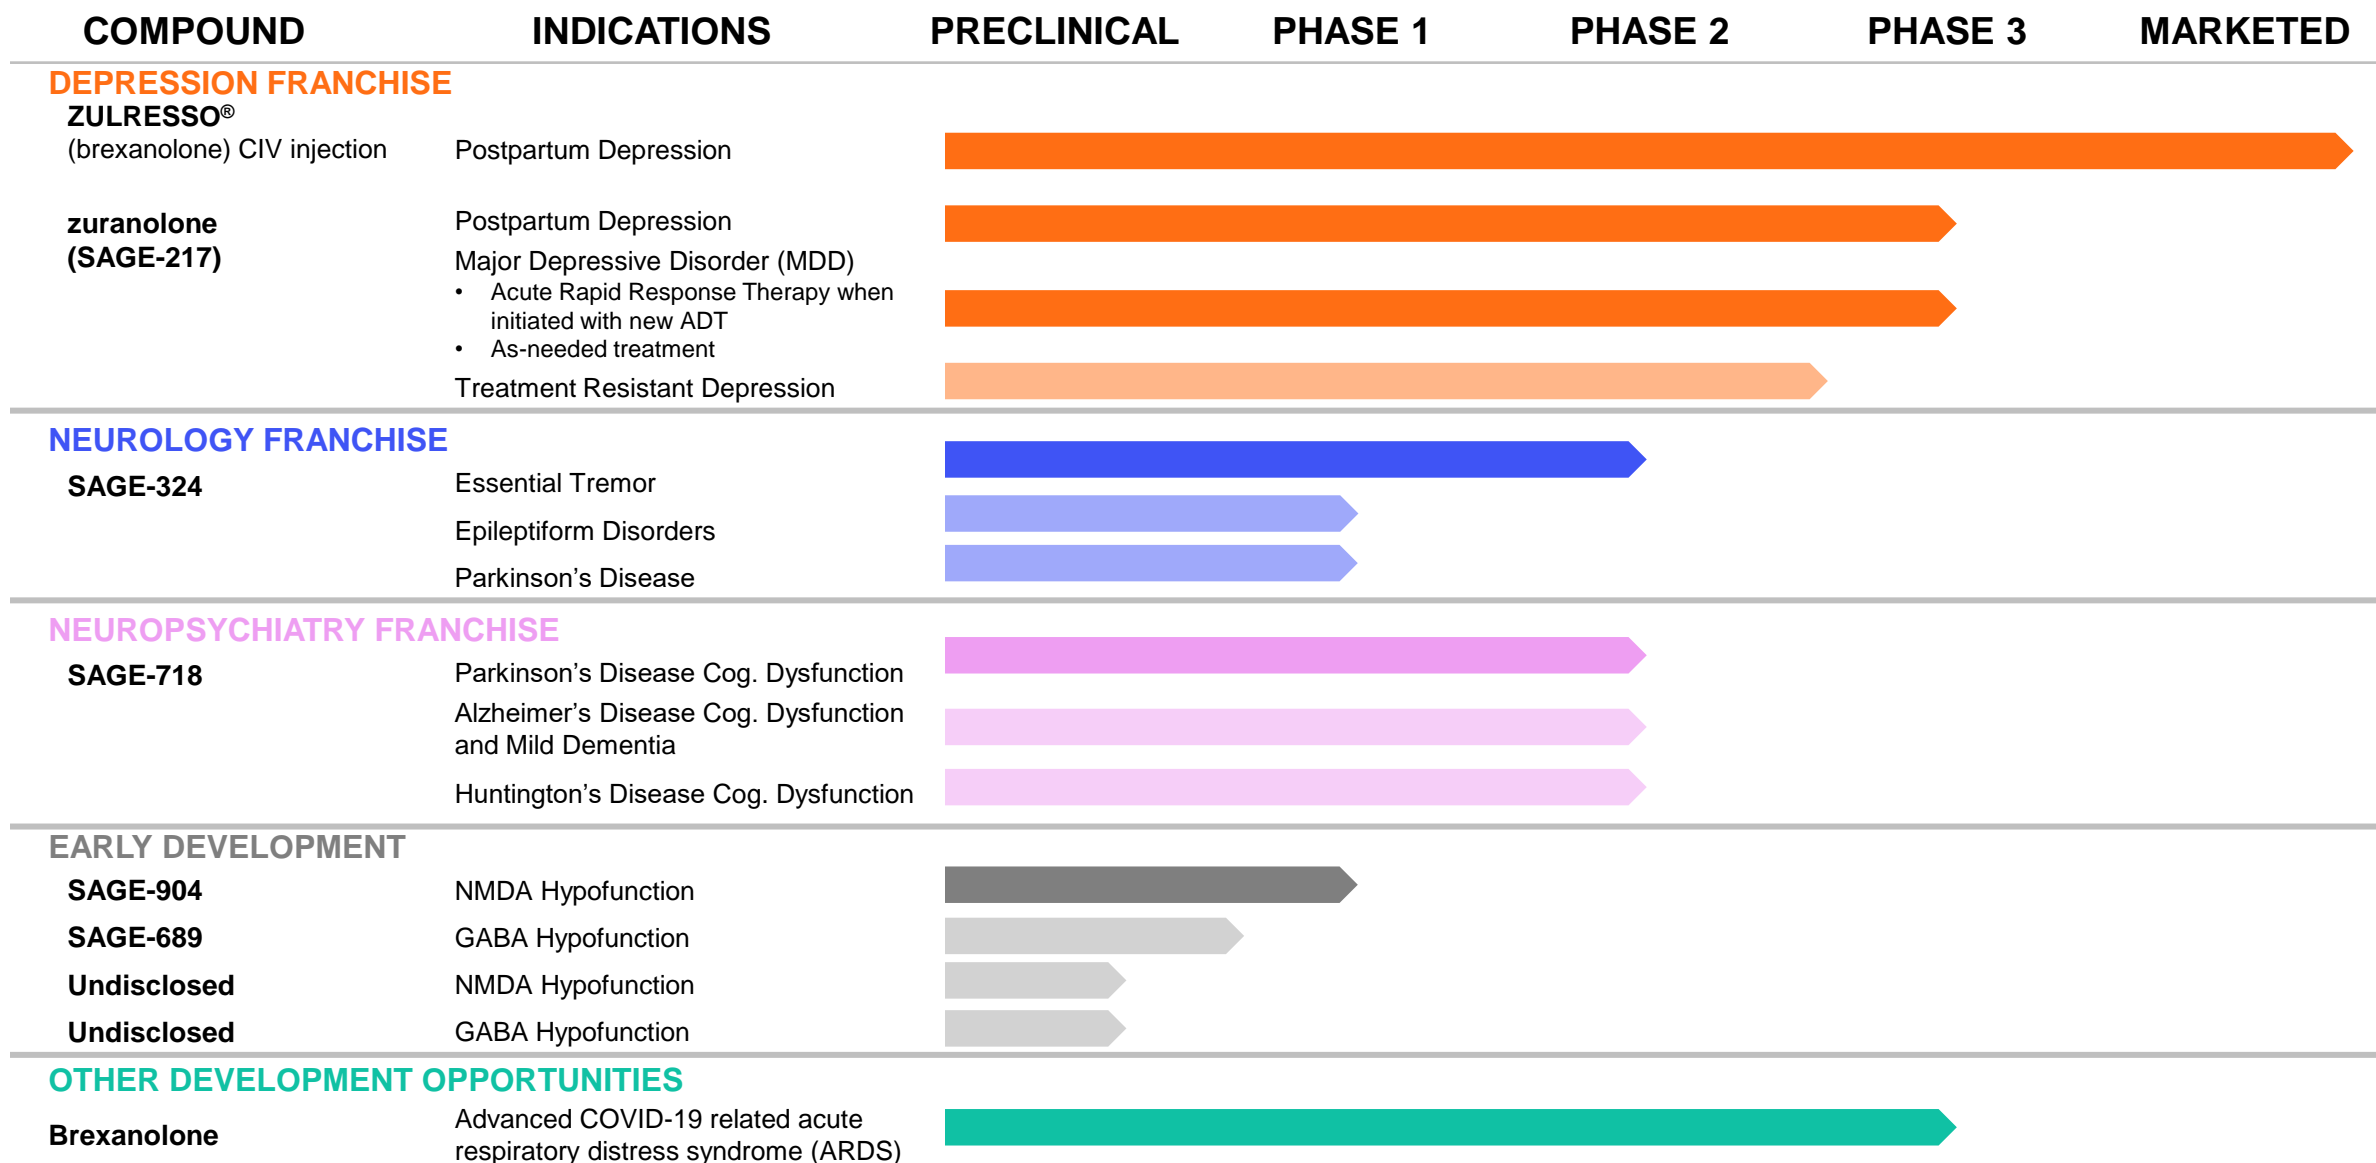 COMPOUND INDICATIONS PRECLINICAL PHASE 1 PHASE 2 PHASE 3 MARKETED
DEPRESSION FRANCHISE
ZULRESSO®
(brexanolone) CIV injection Postpartum Depression
zuranolone
(SAGE-217)
Postpartum Depression
Major Depressive Disorder (MDD)
• Acute Rapid Response Therapy when
initiated with new ADT
• As-needed treatment
Treatment Resistant Depression
NEUROLOGY FRANCHISE
SAGE-324 Essential Tremor
Epileptiform Disorders
Parkinson’s Disease
NEUROPSYCHIATRY FRANCHISE
SAGE-718 Parkinson’s Disease Cog. Dysfunction
Alzheimer’s Disease Cog. Dysfunction
and Mild Dementia
Huntington’s Disease Cog. Dysfunction
EARLY DEVELOPMENT
SAGE-904 NMDA Hypofunction
SAGE-689 GABA Hypofunction
Undisclosed NMDA Hypofunction
Undisclosed GABA Hypofunction
OTHER DEVELOPMENT OPPORTUNITIES
Brexanolone
Advanced COVID-19 related acute
respiratory distress syndrome (ARDS)